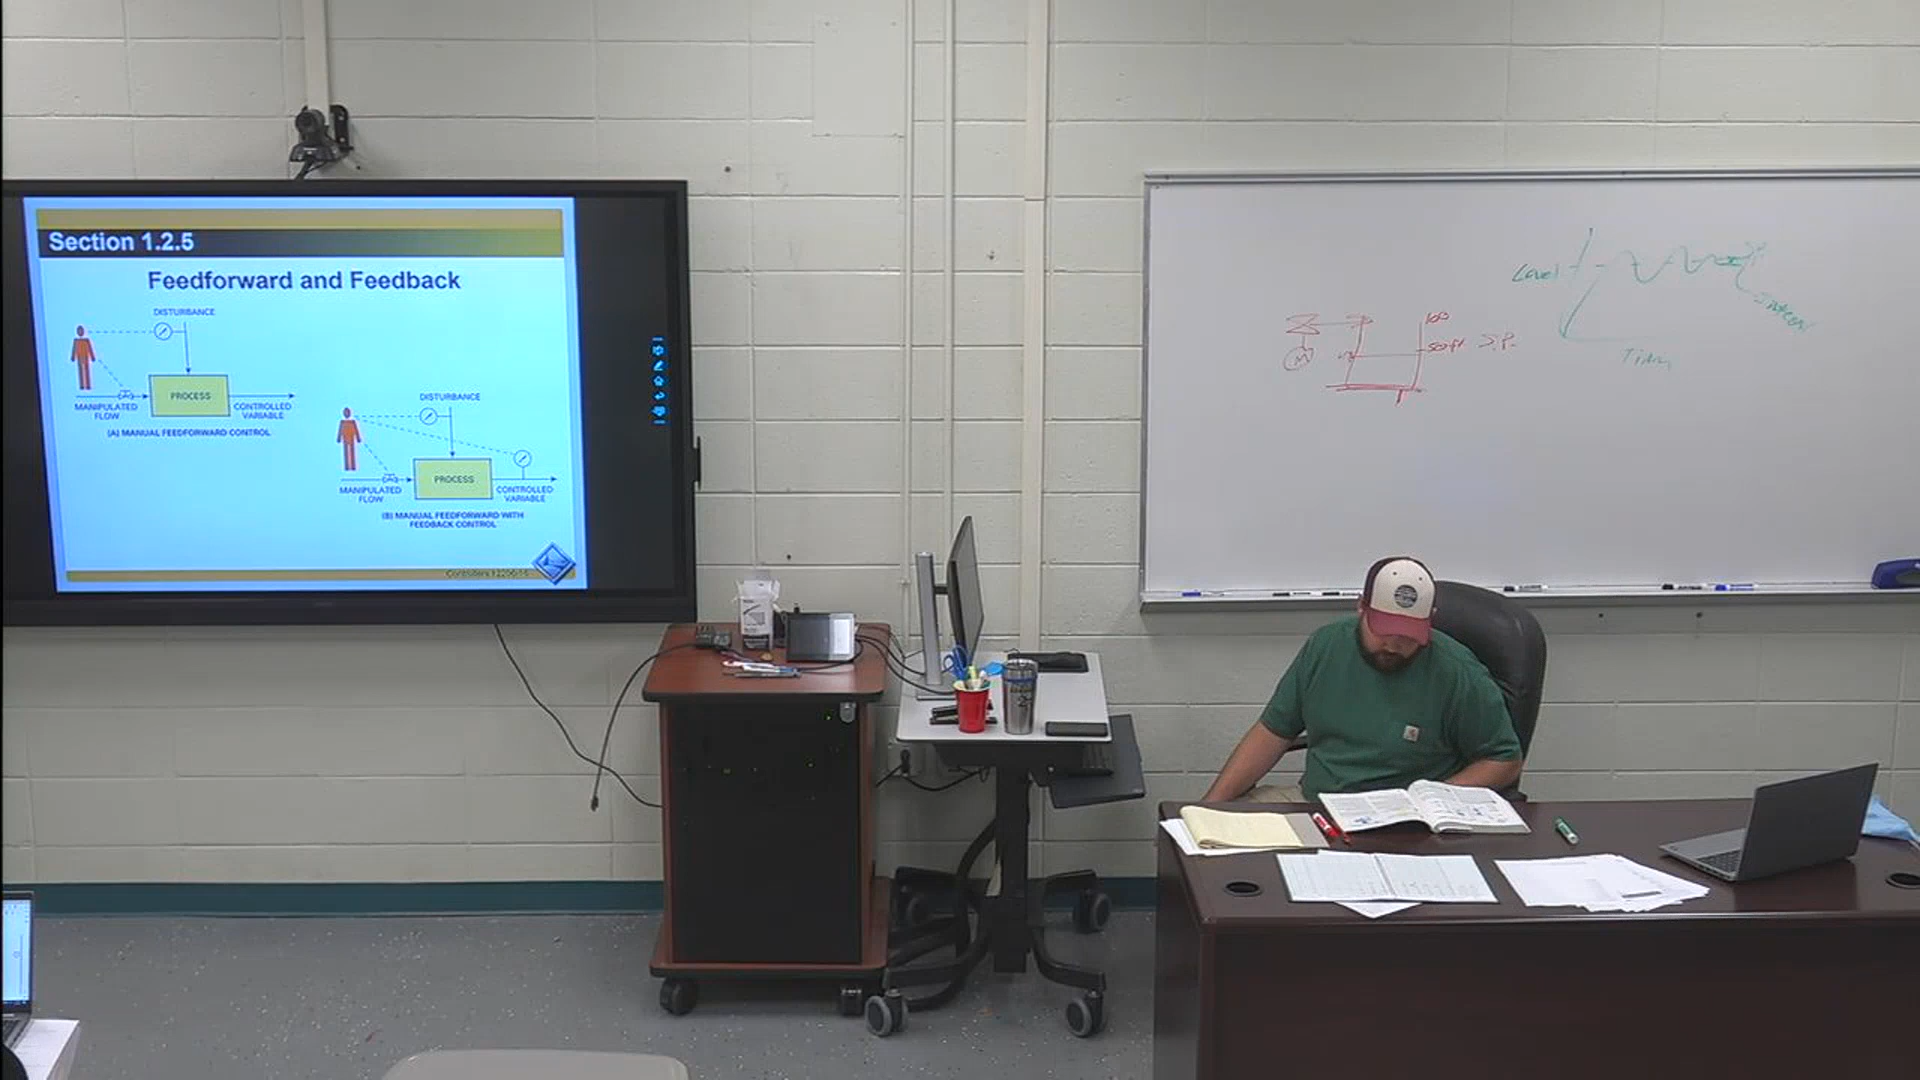 Section 1.2.5
Feedforward and Feedback
DISTURBANCE
PROCESS
MANIPULATED
FLOW
CONTROLLED
VARIABLE
(A) MANUAL FEEDFORWARD CONTROL
DISTURBANCE
PROCESS
MANIPULATED
FLOW
CONTROLLED
VARIABLE
(B) MANUAL FEEDFORWARD WITH
FEEDBACK CONTROL
Level
Time
100
S.P.
M